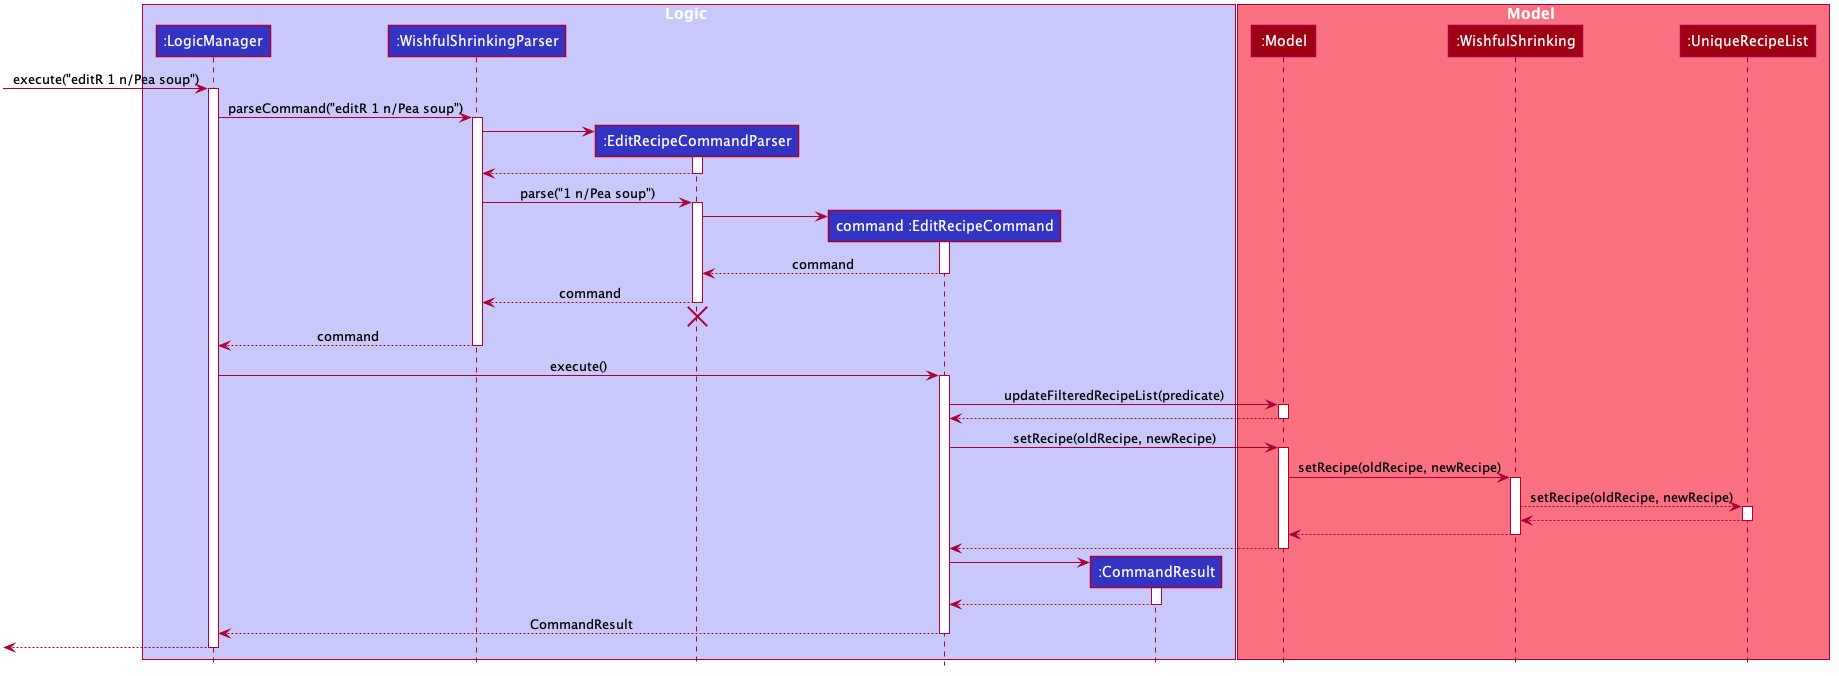 Logic
Model
:LogicManager
:WishfulShrinkingParser
:Model
:WishfulShrinking
:UniqueRecipeList
execute("editR 1 n/Pea soup")
parseCommand("editR 1 n/Pea soup")
:EditRecipeCommandParser
parse("1 n/Pea soup")
command :EditRecipeCommand
command
command
command
execute()
updateFilteredRecipeList(predicate)
setRecipe(oldRecipe, newRecipe)
setRecipe(oldRecipe, newRecipe)
setRecipe(oldRecipe, newRecipe)
:CommandResult
CommandResult